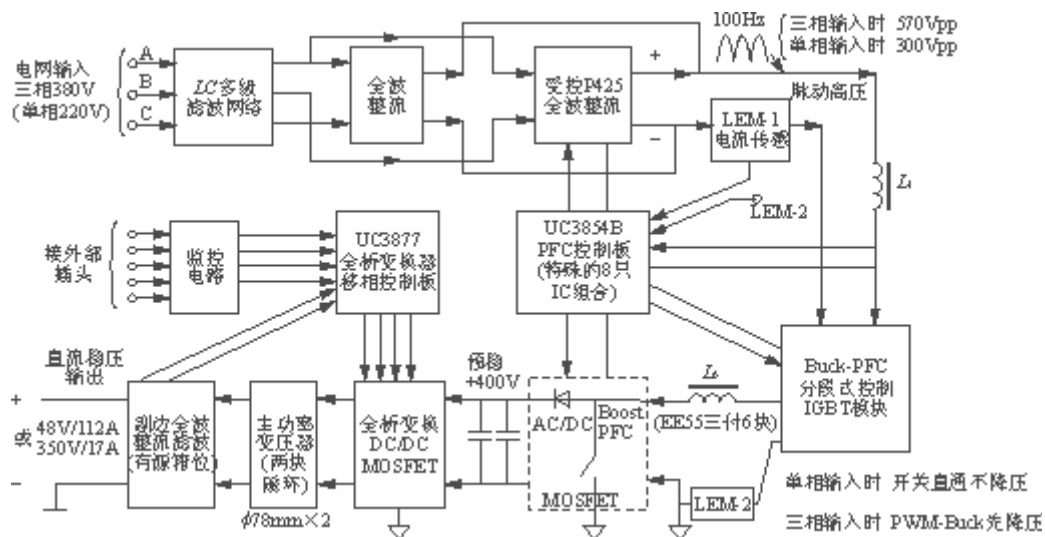 100Hz
三相输入时 570Vpp
单相输入时 300Vpp
电网输入
三相380V
(单相220V)
A
B
C
LC多级
滤波网络
全波
整流
受控P425
全波整流
+
−
脉动高压
LEM-1
电流传感
L₁
LEM-2
接外部
插头
监控
电路
UC3877
全桥变换器
移相控制板
UC3854B
PFC控制板
(特殊的8只
IC组合)
直流稳压
输出
+
或
48V/112A
350V/17A
−
全波
整流滤波
(有源箝位)
主功率
变压器
(两块
磁环)
ϕ78mm×2
全桥变换
DC/DC
MOSFET
预稳
+400V
AC/DC
Boost
PFC
MOSFET
(EE55三付6块)
Buck-PFC
分段式控制
IGBT模块
LEM-2
单相输入时 开关直通不降压
三相输入时 PWM-Buck先降压